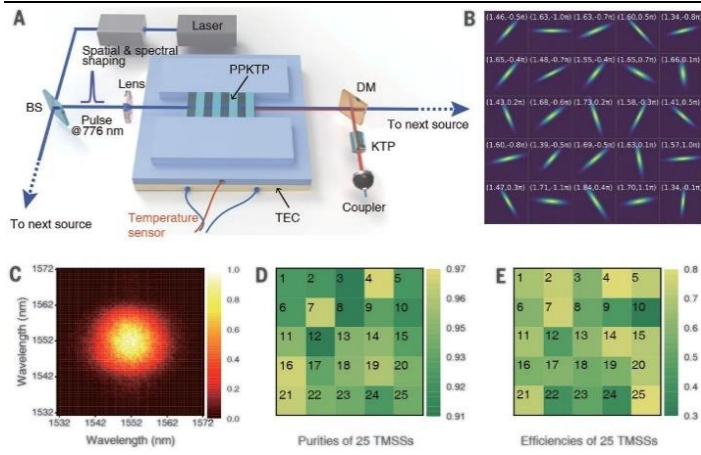 A
Laser
Spatial & spectral
shaping
PPKTP
Lens
BS
DM
Pulse
@776 nm
To next source
KTP
Coupler
To next source
Temperature
sensor
TEC
B
(1.46,-0.5π) (1.63,-1.0π) (1.63,-0.7π) (1.60,0.5π) (1.34,-0.8π)
(1.65,-0.4π) (1.48,-0.7π) (1.55,-0.4π) (1.65,0.7π) (1.66,0.1π)
(1.43,0.2π) (1.68,-0.6π) (1.73,0.2π) (1.58,-0.3π) (1.41,0.5π)
(1.60,-0.8π) (1.39,-0.5π) (1.69,-0.5π) (1.63,0.1π) (1.57,1.0π)
(1.47,0.3π) (1.71,-1.1π) (1.84,0.4π) (1.70,1.1π) (1.34,-0.1π)
C
Wavelength (nm)
1572
1562
1552
1542
1532
1532 1542 1552 1562 1572
Wavelength (nm)
1.0
0.8
0.6
0.4
0.2
0.0
D
1 2 3 4 5
6 7 8 9 10
11 12 13 14 15
16 17 18 19 20
21 22 23 24 25
0.97
0.96
0.95
0.94
0.93
0.92
0.91
Purities of 25 TMSSs
E
1 2 3 4 5
6 7 8 9 10
11 12 13 14 15
16 17 18 19 20
21 22 23 24 25
0.8
0.7
0.6
0.5
0.4
0.3
Efficiencies of 25 TMSSs